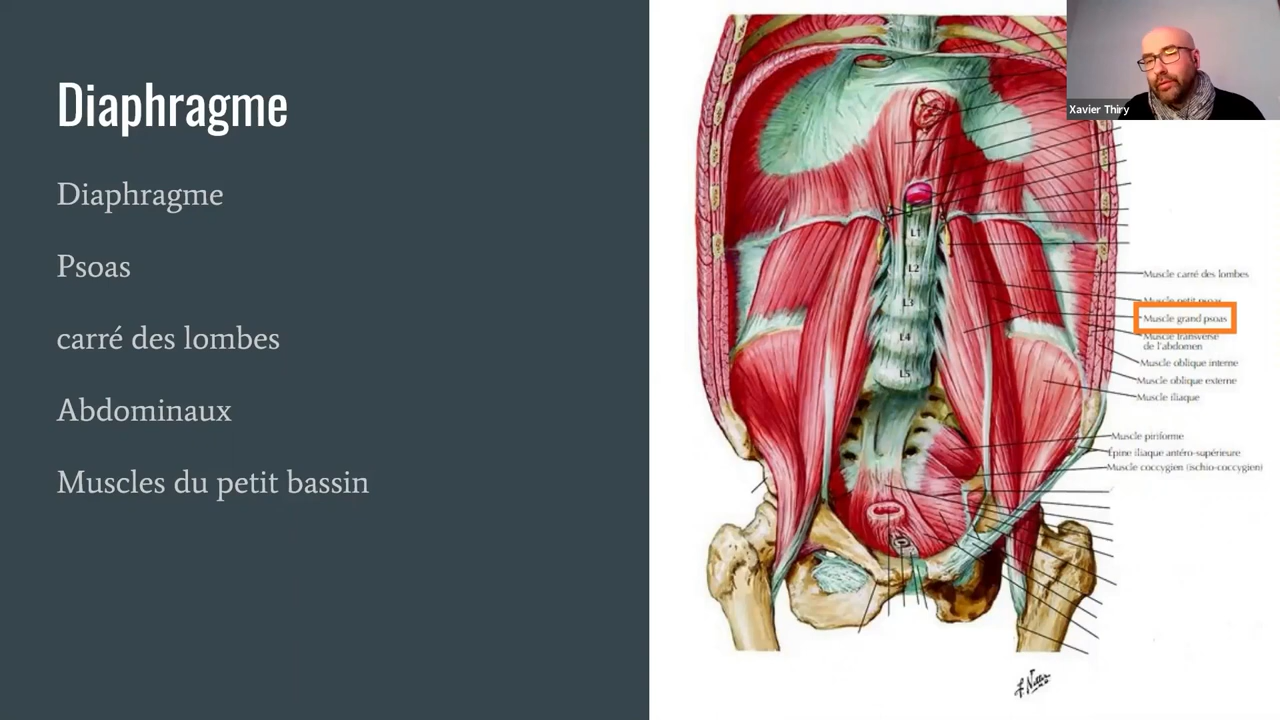 Diaphragme
Diaphragme
Psoas
carré des lombes
Abdominaux
Muscles du petit bassin
Xavier Thiry
L1
L2
L3
L4
L5
Muscle carré des lombes
Muscle petit psoas
Muscle grand psoas
Muscle transverse
de l'abdomen
Muscle oblique interne
Muscle oblique externe
Muscle iliaque
Muscle piriforme
Épine iliaque antéro-supérieure
Muscle coccygien (ischio-coccygien)